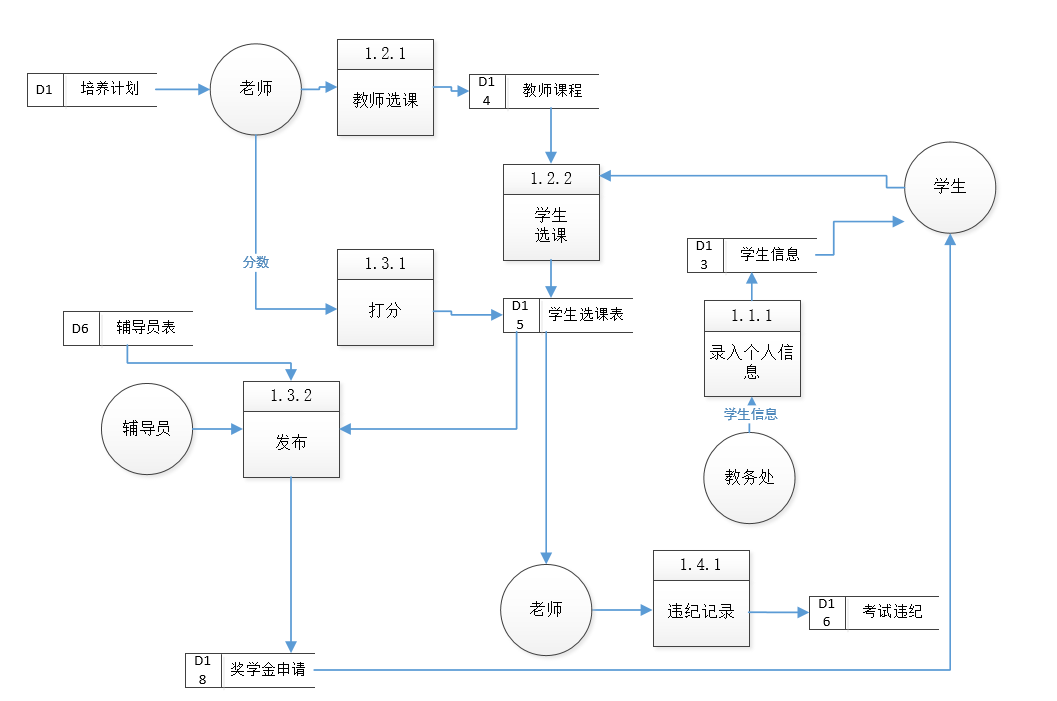 1.2.1
D1
培养计划
老师
教师选课
D1
4
教师课程
1.2.2
学生
选课
学生
D1
3
学生信息
分数
1.3.1
打分
D1
5
学生选课表
D6
辅导员表
1.1.1
录入个人信
息
1.3.2
发布
辅导员
学生信息
教务处
1.4.1
老师
违纪记录
D1
6
考试违纪
D1
8
奖学金申请